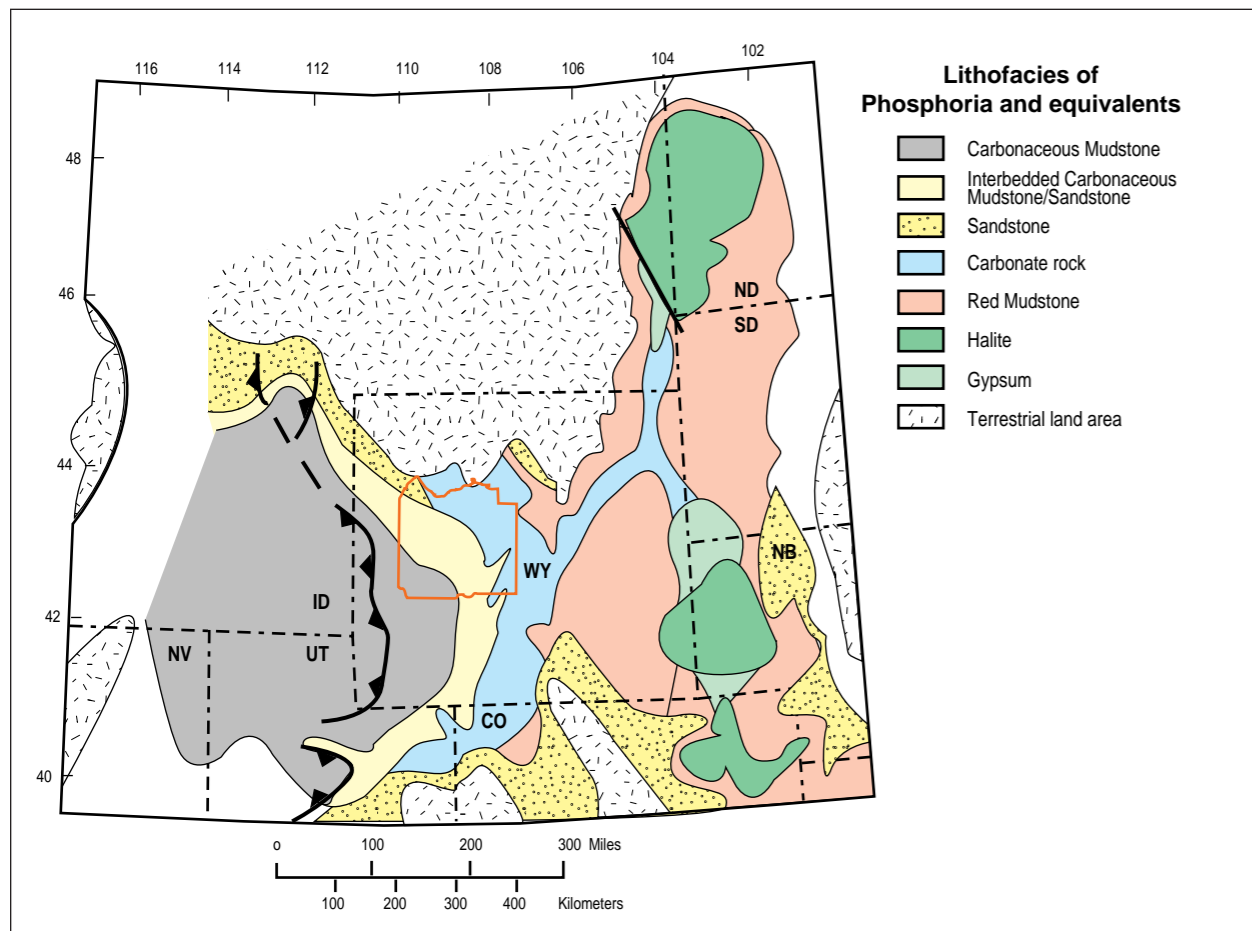 116 114 112 110 108 106 104 102
48
46
44
42
40
ND
SD
NB
WY
ID
NV
UT
CO
Lithofacies of
Phosphoria and equivalents
Carbonaceous Mudstone
Interbedded Carbonaceous
Mudstone/Sandstone
Sandstone
Carbonate rock
Red Mudstone
Halite
Gypsum
Terrestrial land area
o 100 200 300 Miles
100 200 300 400 Kilometers